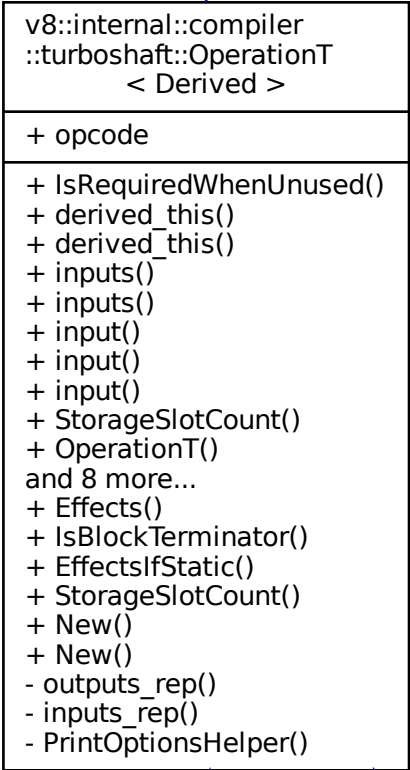 v8::internal::compiler
::turboshaft::OperationT
< Derived >
+ opcode
+ IsRequiredWhenUnused()
+ derived_this()
+ derived_this()
+ inputs()
+ inputs()
+ input()
+ input()
+ input()
+ StorageSlotCount()
+ OperationT()
and 8 more...
+ Effects()
+ IsBlockTerminator()
+ EffectsIfStatic()
+ StorageSlotCount()
+ New()
+ New()
- outputs_rep()
- inputs_rep()
- PrintOptionsHelper()